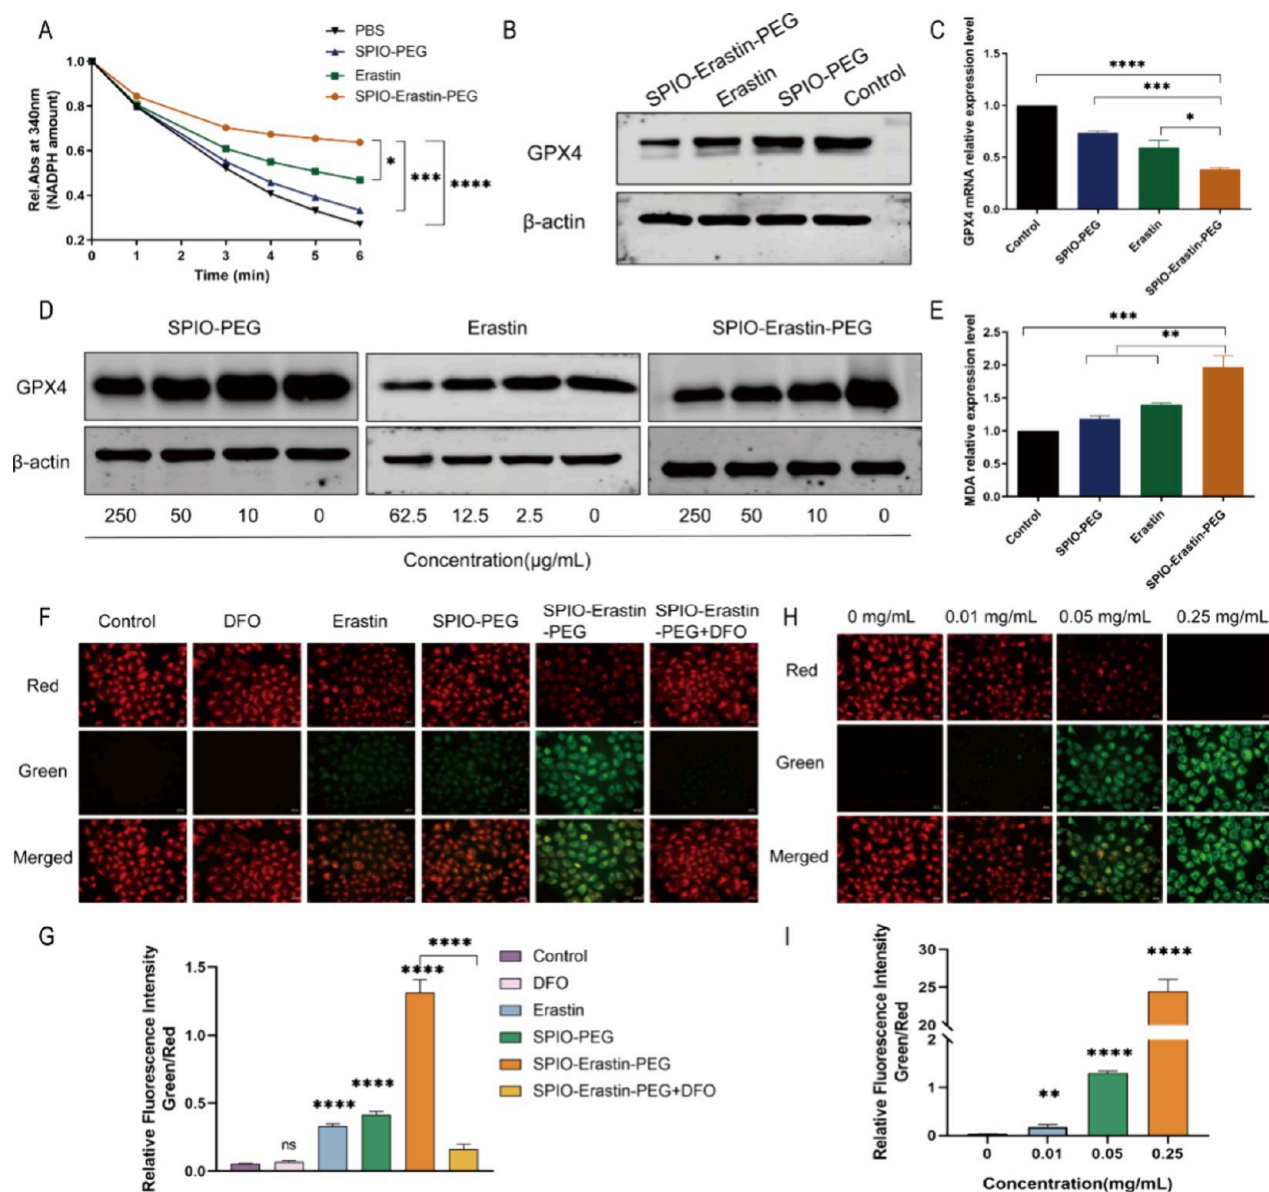 A
PBS
SPIO-PEG
Erastin
SPIO-Erastin-PEG
Rel.Abs at 340nm
(NADPH amount)
1.0
0.8
0.6
0.4
0.2
0 1 2 3 4 5 6
Time (min)
*
***
****
B
SPIO-Erastin-PEG
Erastin
SPIO-PEG
Control
GPX4
β-actin
C
GPX4 mRNA relative expression level
1.5
1.0
0.5
0.0
****
***
*
Control
SPIO-PEG
Erastin
SPIO-Erastin-PEG
D
SPIO-PEG Erastin SPIO-Erastin-PEG
GPX4
β-actin
250 50 10 0 62.5 12.5 2.5 0 250 50 10 0
Concentration(μg/mL)
E
MDA relative expression level
2.5
2.0
1.5
1.0
0.5
0.0
***
**
Control
SPIO-PEG
Erastin
SPIO-Erastin-PEG
F
Control DFO Erastin SPIO-PEG SPIO-Erastin
-PEG
SPIO-Erastin
-PEG+DFO
Red
Green
Merged
H
0 mg/mL 0.01 mg/mL 0.05 mg/mL 0.25 mg/mL
Red
Green
Merged
G
Relative Fluorescence Intensity
Green/Red
1.5
1.0
0.5
0.0
ns
****
****
****
****
Control
DFO
Erastin
SPIO-PEG
SPIO-Erastin-PEG
SPIO-Erastin-PEG+DFO
I
Relative Fluorescence Intensity
Green/Red
30
25
20
2
1
0
**
****
****
0 0.01 0.05 0.25
Concentration(mg/mL)